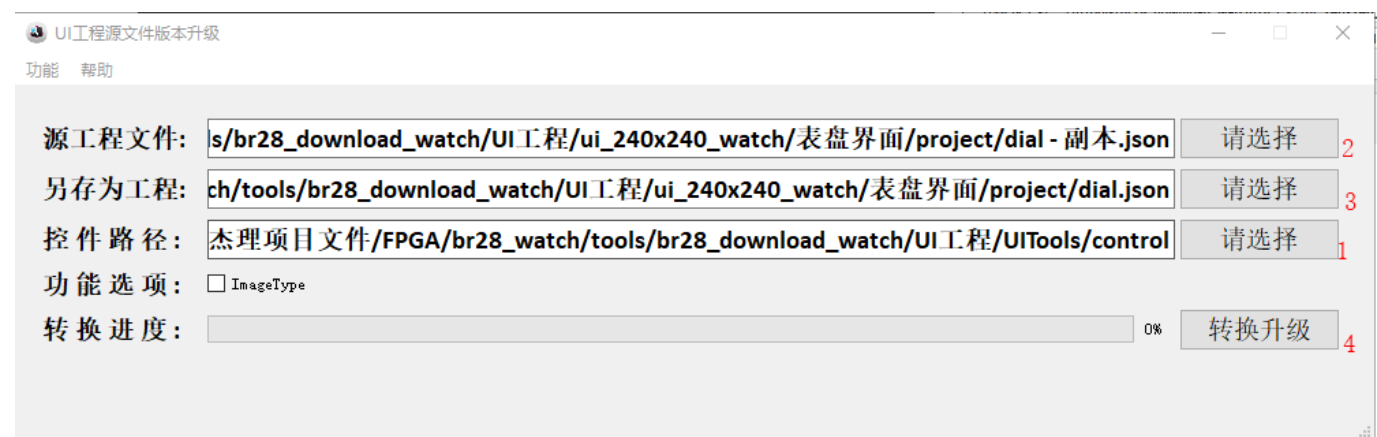 UI工程源文件版本升级
功能 帮助
源工程文件: ls/br28_download_watch/UI工程/ui_240x240_watch/表盘界面/project/dial - 副本.json 请选择 2
另存为工程: ch/tools/br28_download_watch/UI工程/ui_240x240_watch/表盘界面/project/dial.json 请选择 3
控件路径: 杰理项目文件/FPGA/br28_watch/tools/br28_download_watch/UI工程/UITools/control 请选择 1
功能选项: ImageType
转换进度: 0% 转换升级 4